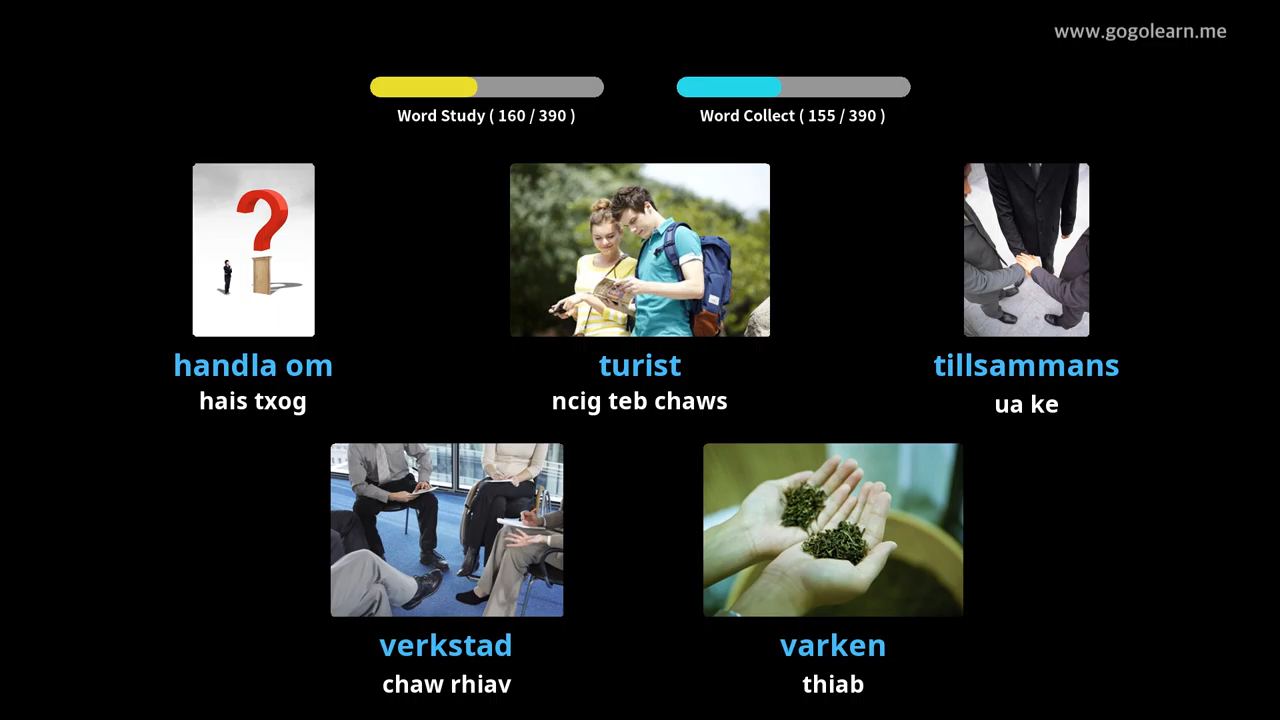 www.gogolearn.me
Word Study ( 160 / 390 )
Word Collect ( 155 / 390 )
handla om
hais txog
turist
ncig teb chaws
tillsammans
ua ke
verkstad
chaw rhiav
varken
thiab